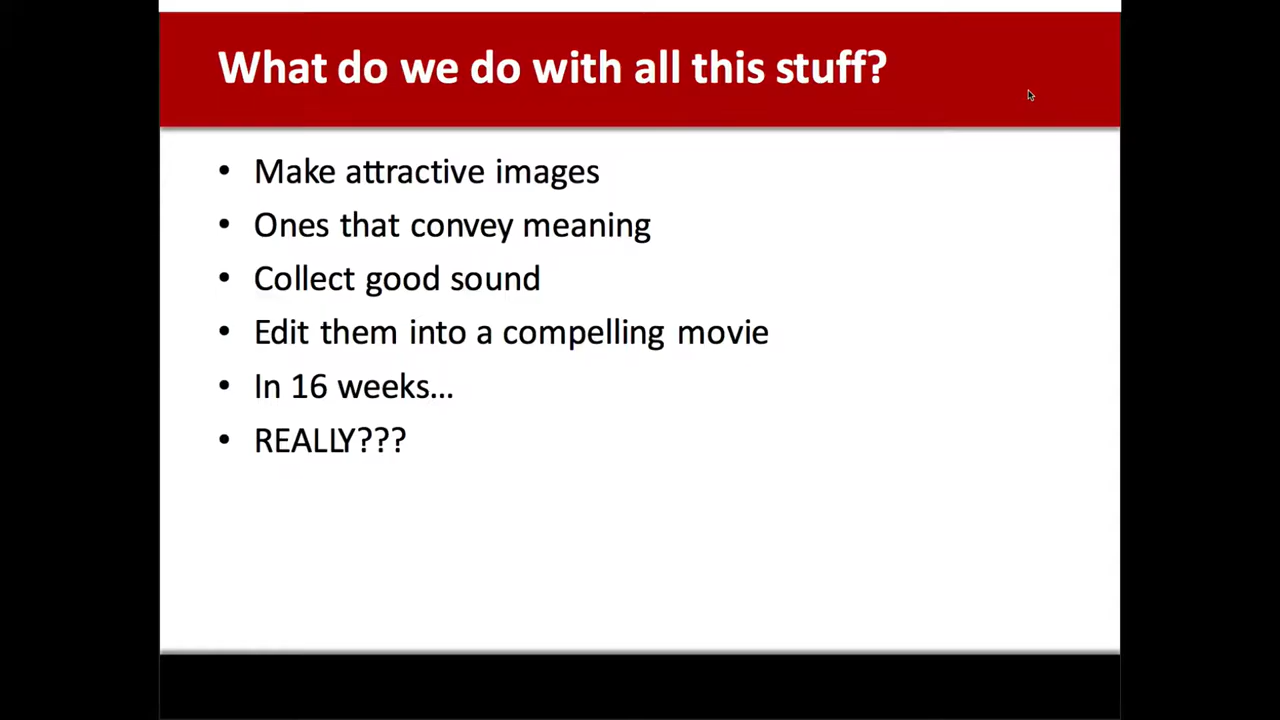 What do we do with all this stuff?
• Make attractive images
• Ones that convey meaning
• Collect good sound
• Edit them into a compelling movie
• In 16 weeks...
• REALLY???